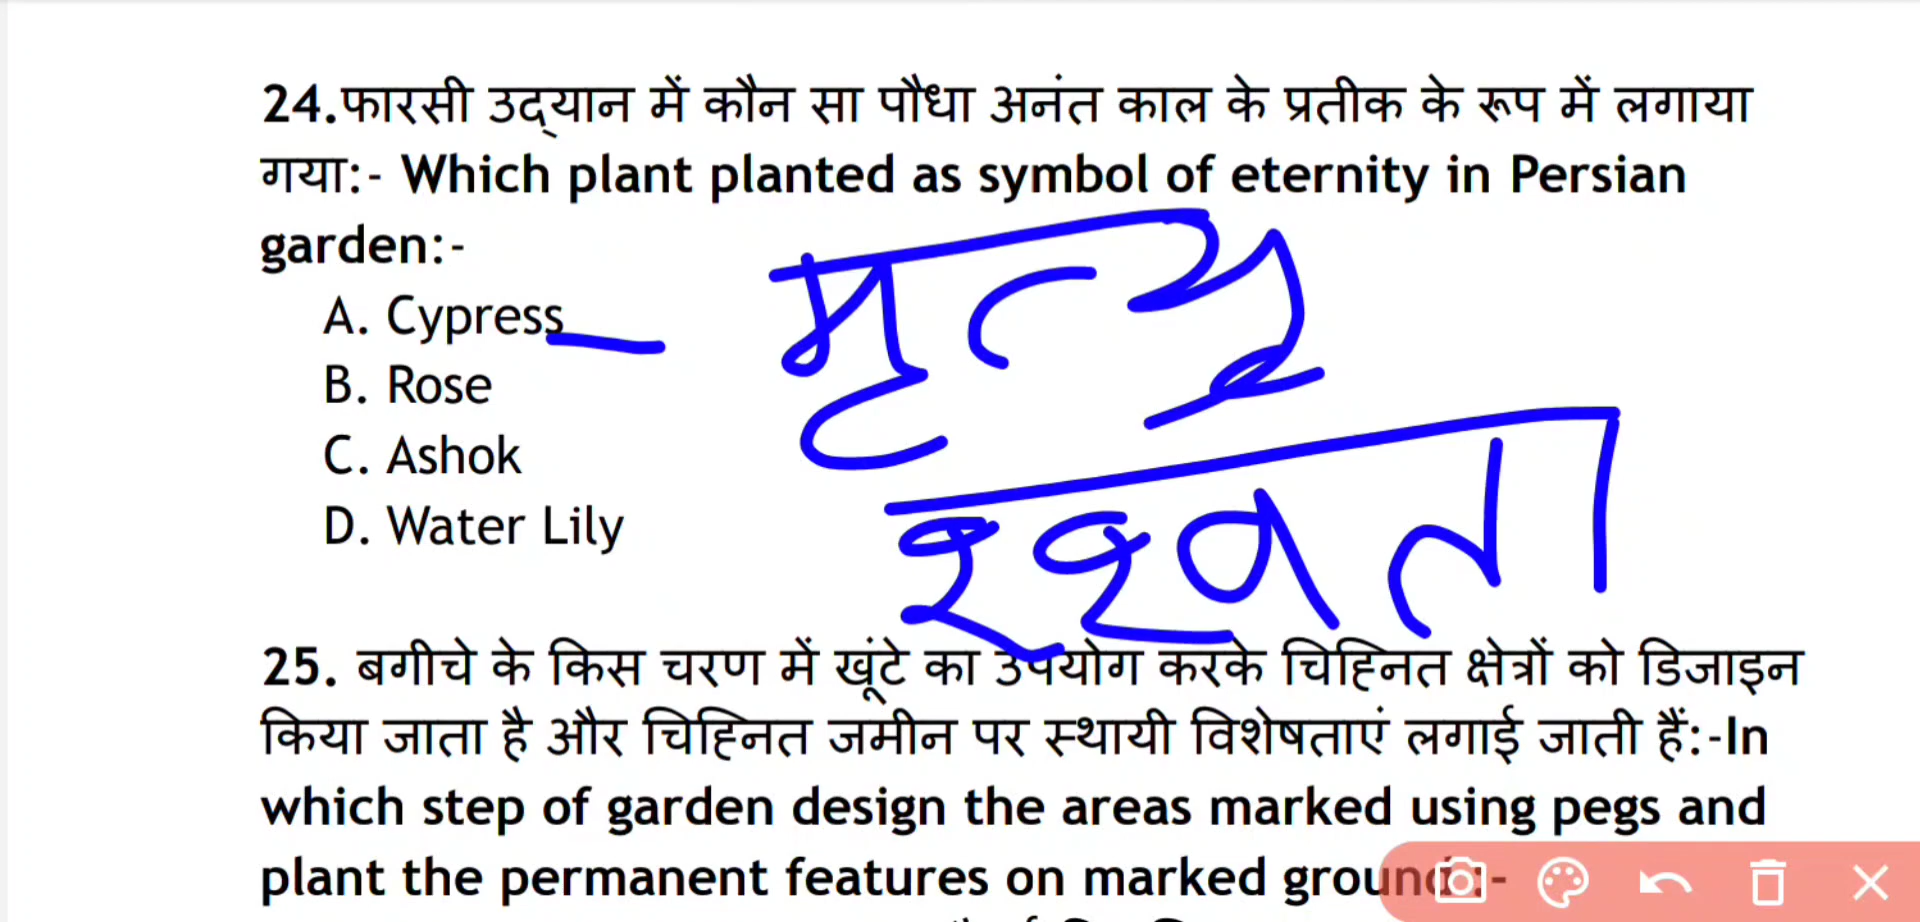 24.फारसी उद्यान में कौन सा पौधा अनंत काल के प्रतीक के रूप में लगाया
गया:- Which plant planted as symbol of eternity in Persian
garden:-
मृत्यु
A. Cypress
B. Rose
C. Ashok
D. Water Lily
25. बगीचे के किस चरण में खूंटे का उपयोग करके चिह्नित क्षेत्रों को डिजाइन
किया जाता है और चिह्नित जमीन पर स्थायी विशेषताएं लगाई जाती हैं:-In
which step of garden design the areas marked using pegs and
plant the permanent features on marked ground :-